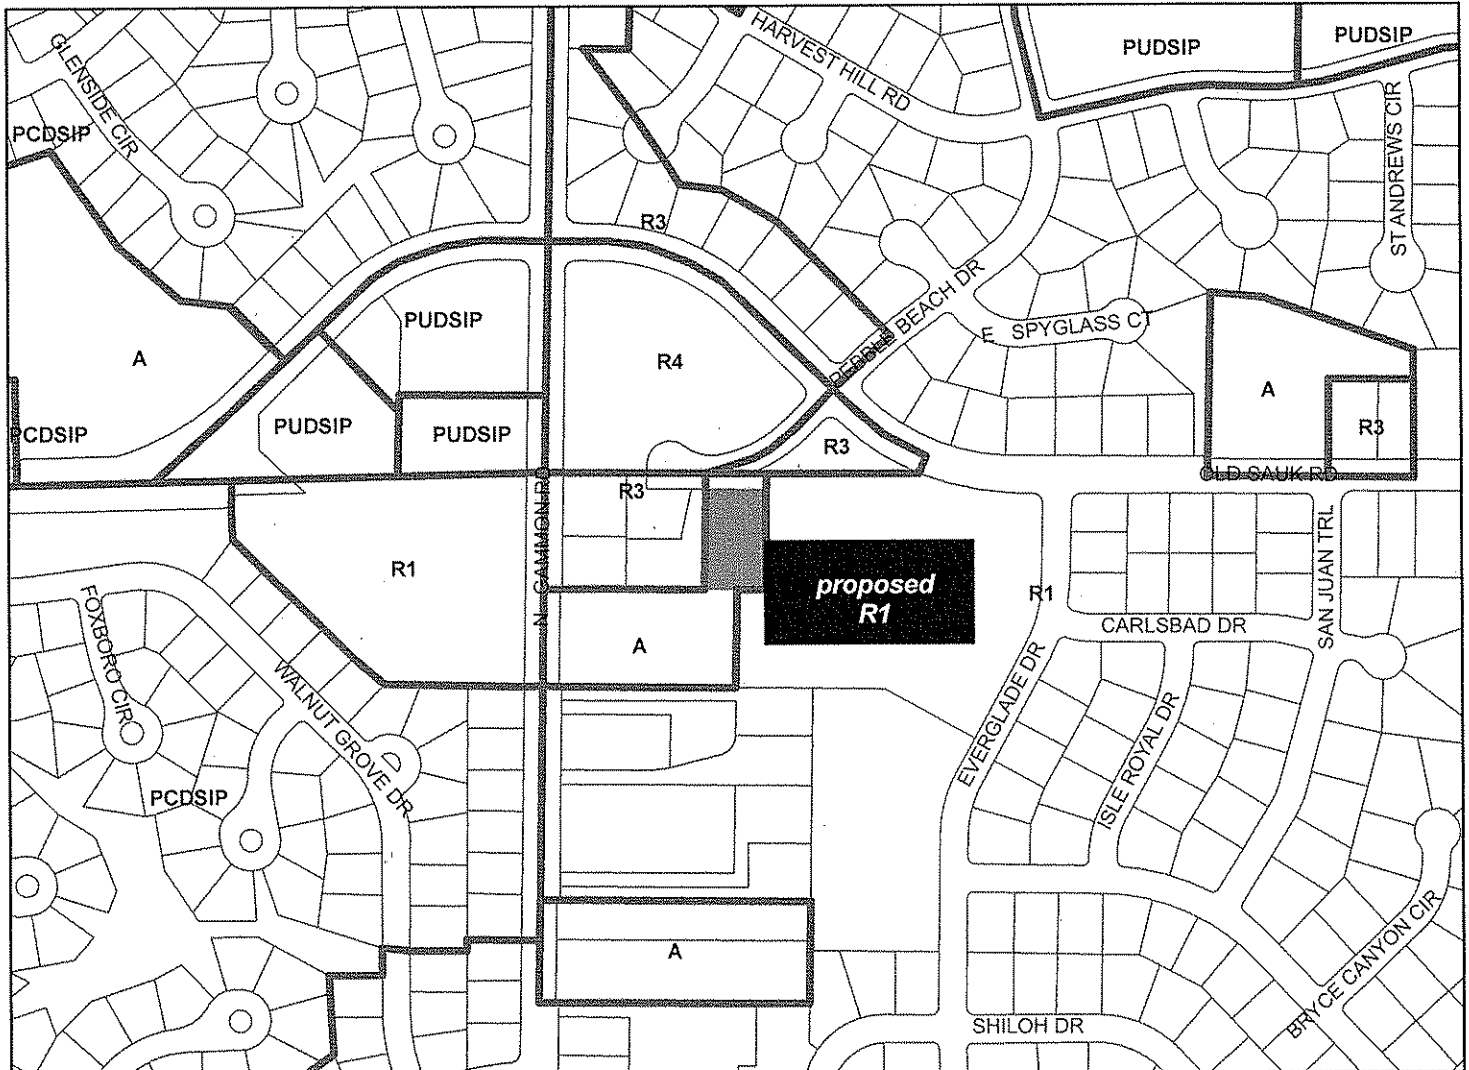 PUDSIP
PUDSIP
HARVEST HILL RD
GLENSIDE CIR
PCDSIP
ST ANDREWS CIR
R3
PEBBLE BEACH DR
E SPYGLASS CT
PUDSIP
A
R4
A
PCDSIP
PUDSIP
PUDSIP
R3
R3
OLD SAUK RD
R3
N GAMMON RD
R1
proposed
R1
R1
SAN JUAN TRL
FOXBORO CIR
CARLSBAD DR
A
WALNUT GROVE DR
EVERGLADE DR
ISLE ROYAL DR
PCDSIP
A
BRYCE CANYON CIR
SHILOH DR